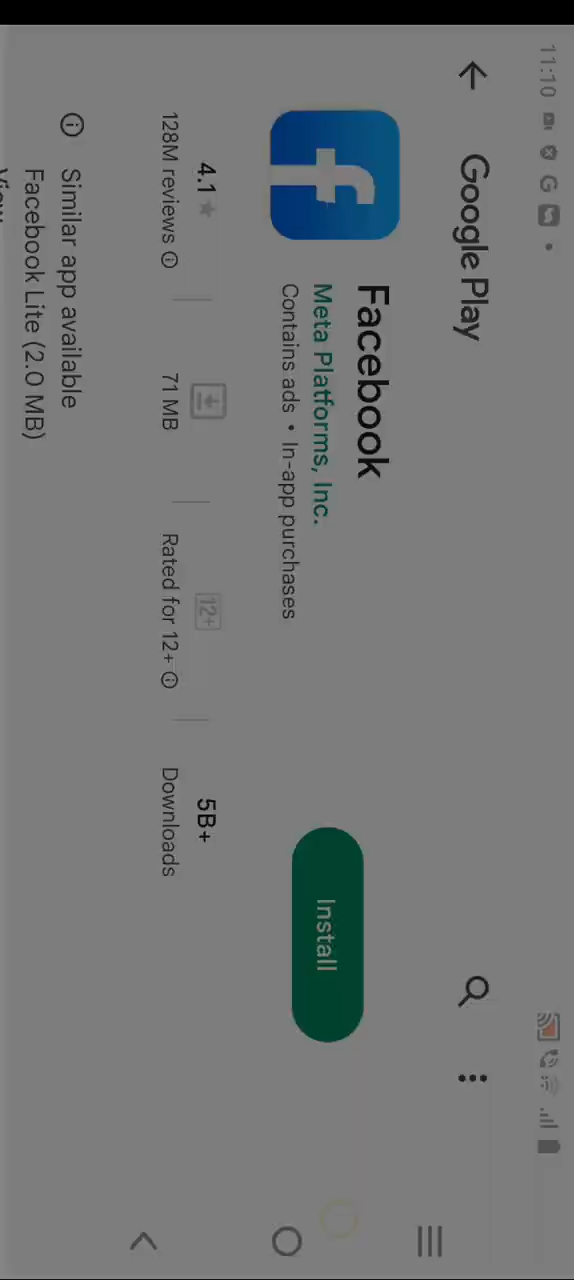 11:10
Google Play
Facebook
Meta Platforms, Inc.
Contains ads • In-app purchases
Install
4.1
128M reviews
71 MB
12+
Rated for 12+
5B+
Downloads
Similar app available
Facebook Lite (2.0 MB)
View